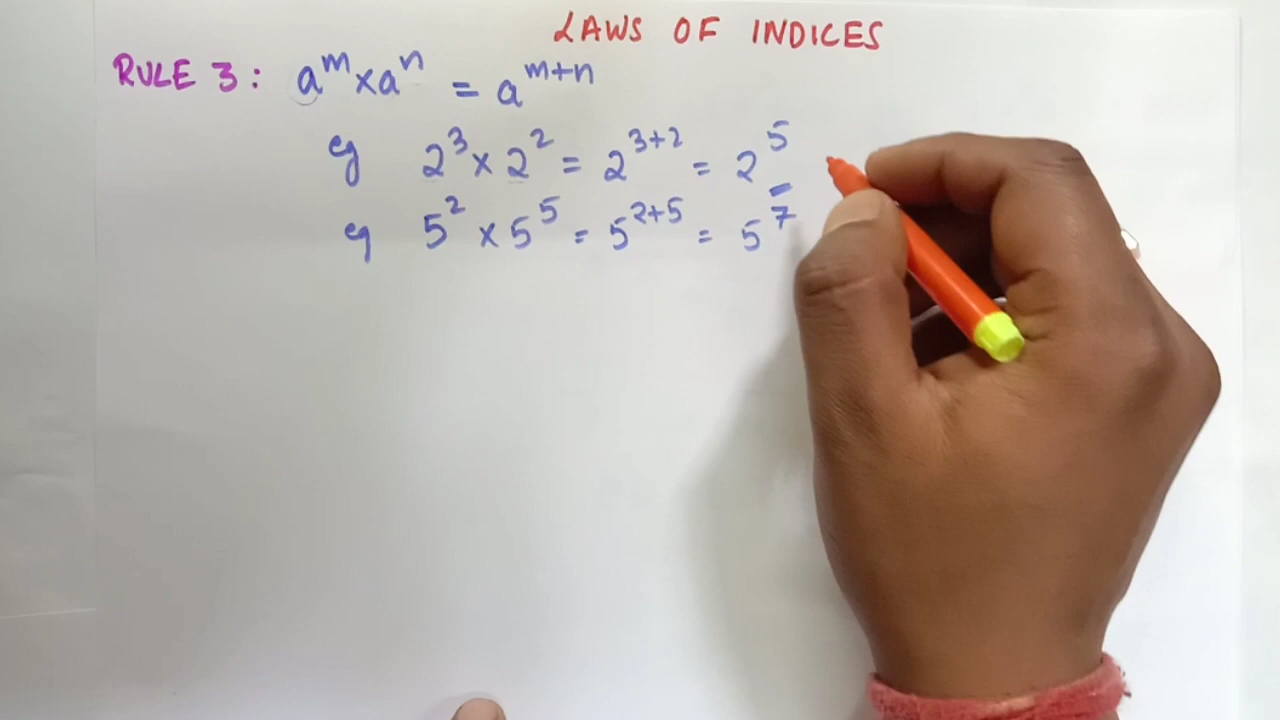 LAWS OF INDICES
RULE 3: a^m × a^n = a^{m+n}
eg 2^3 × 2^2 = 2^{3+2} = 2^5
eg 5^2 × 5^5 = 5^{2+5} = 5^7